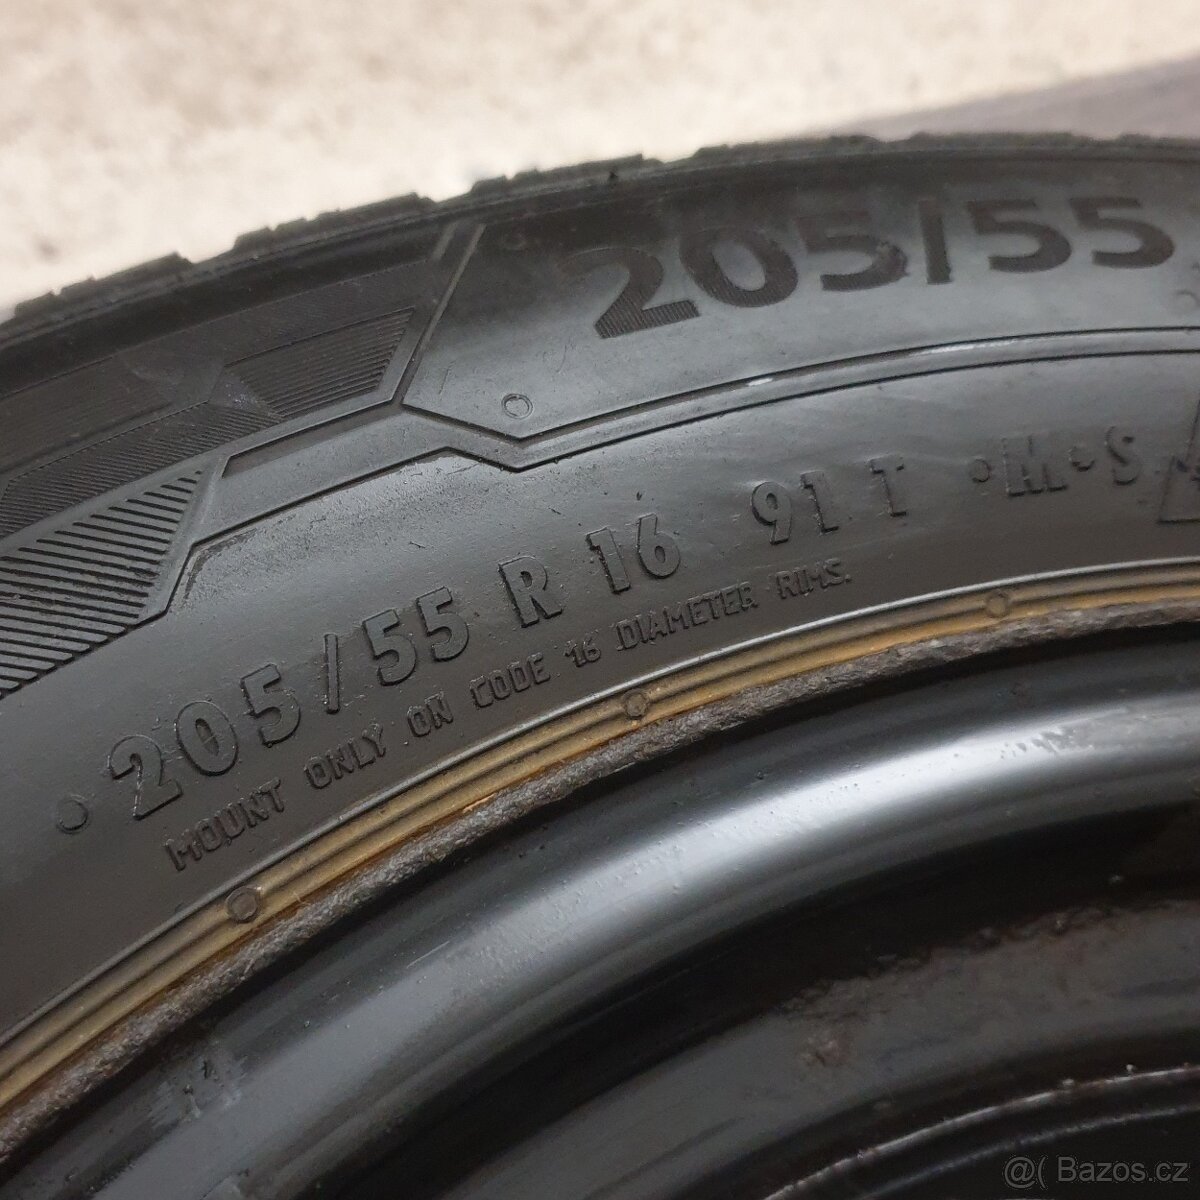 205/55
• 205/55 R 16 91 T • M • S
MOUNT ONLY ON CODE 16 DIAMETER RIMS.
@( Bazos.cz